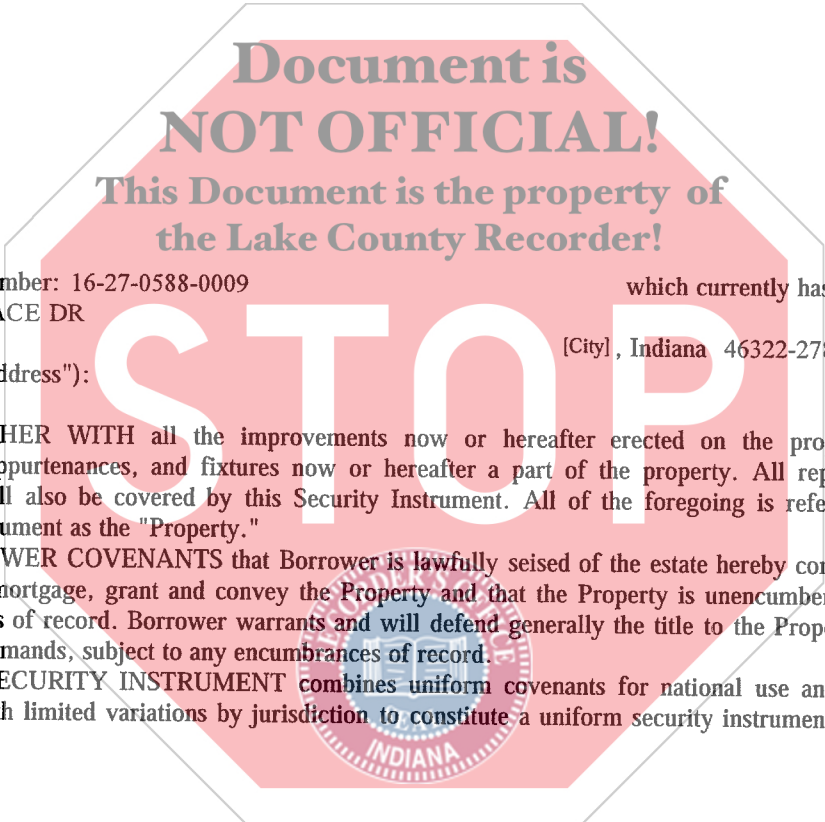 Document is
NOT OFFICIAL!
This Document is the property of
the Lake County Recorder!
mber: 16-27-0588-0009 which currently has
ACE DR
[City] , Indiana 46322-278
ddress"):
STOP
HER WITH all the improvements now or hereafter erected on the pro
ppurtenances, and fixtures now or hereafter a part of the property. All rep
ll also be covered by this Security Instrument. All of the foregoing is refe
ument as the "Property."
WER COVENANTS that Borrower is lawfully seised of the estate hereby con
mortgage, grant and convey the Property and that the Property is unencumber
s of record. Borrower warrants and will defend generally the title to the Prop
mands, subject to any encumbrances of record.
ECURITY INSTRUMENT combines uniform covenants for national use an
h limited variations by jurisdiction to constitute a uniform security instrumen
RECORDER'S OFFICE
SEAL
INDIANA